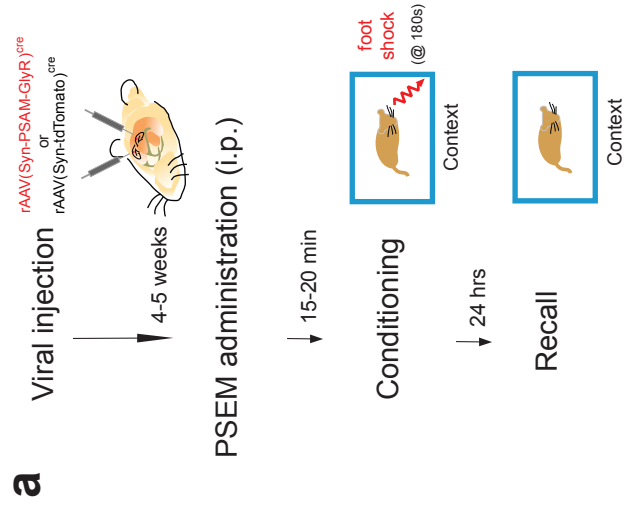 a
Viral injection
rAAV(Syn-PSAM-GlyR)cre
or
rAAV(Syn-tdTomato)cre
4-5 weeks
PSEM administration (i.p.)
15-20 min
Conditioning
foot
shock
(@ 180s)
Context
24 hrs
Recall
Context